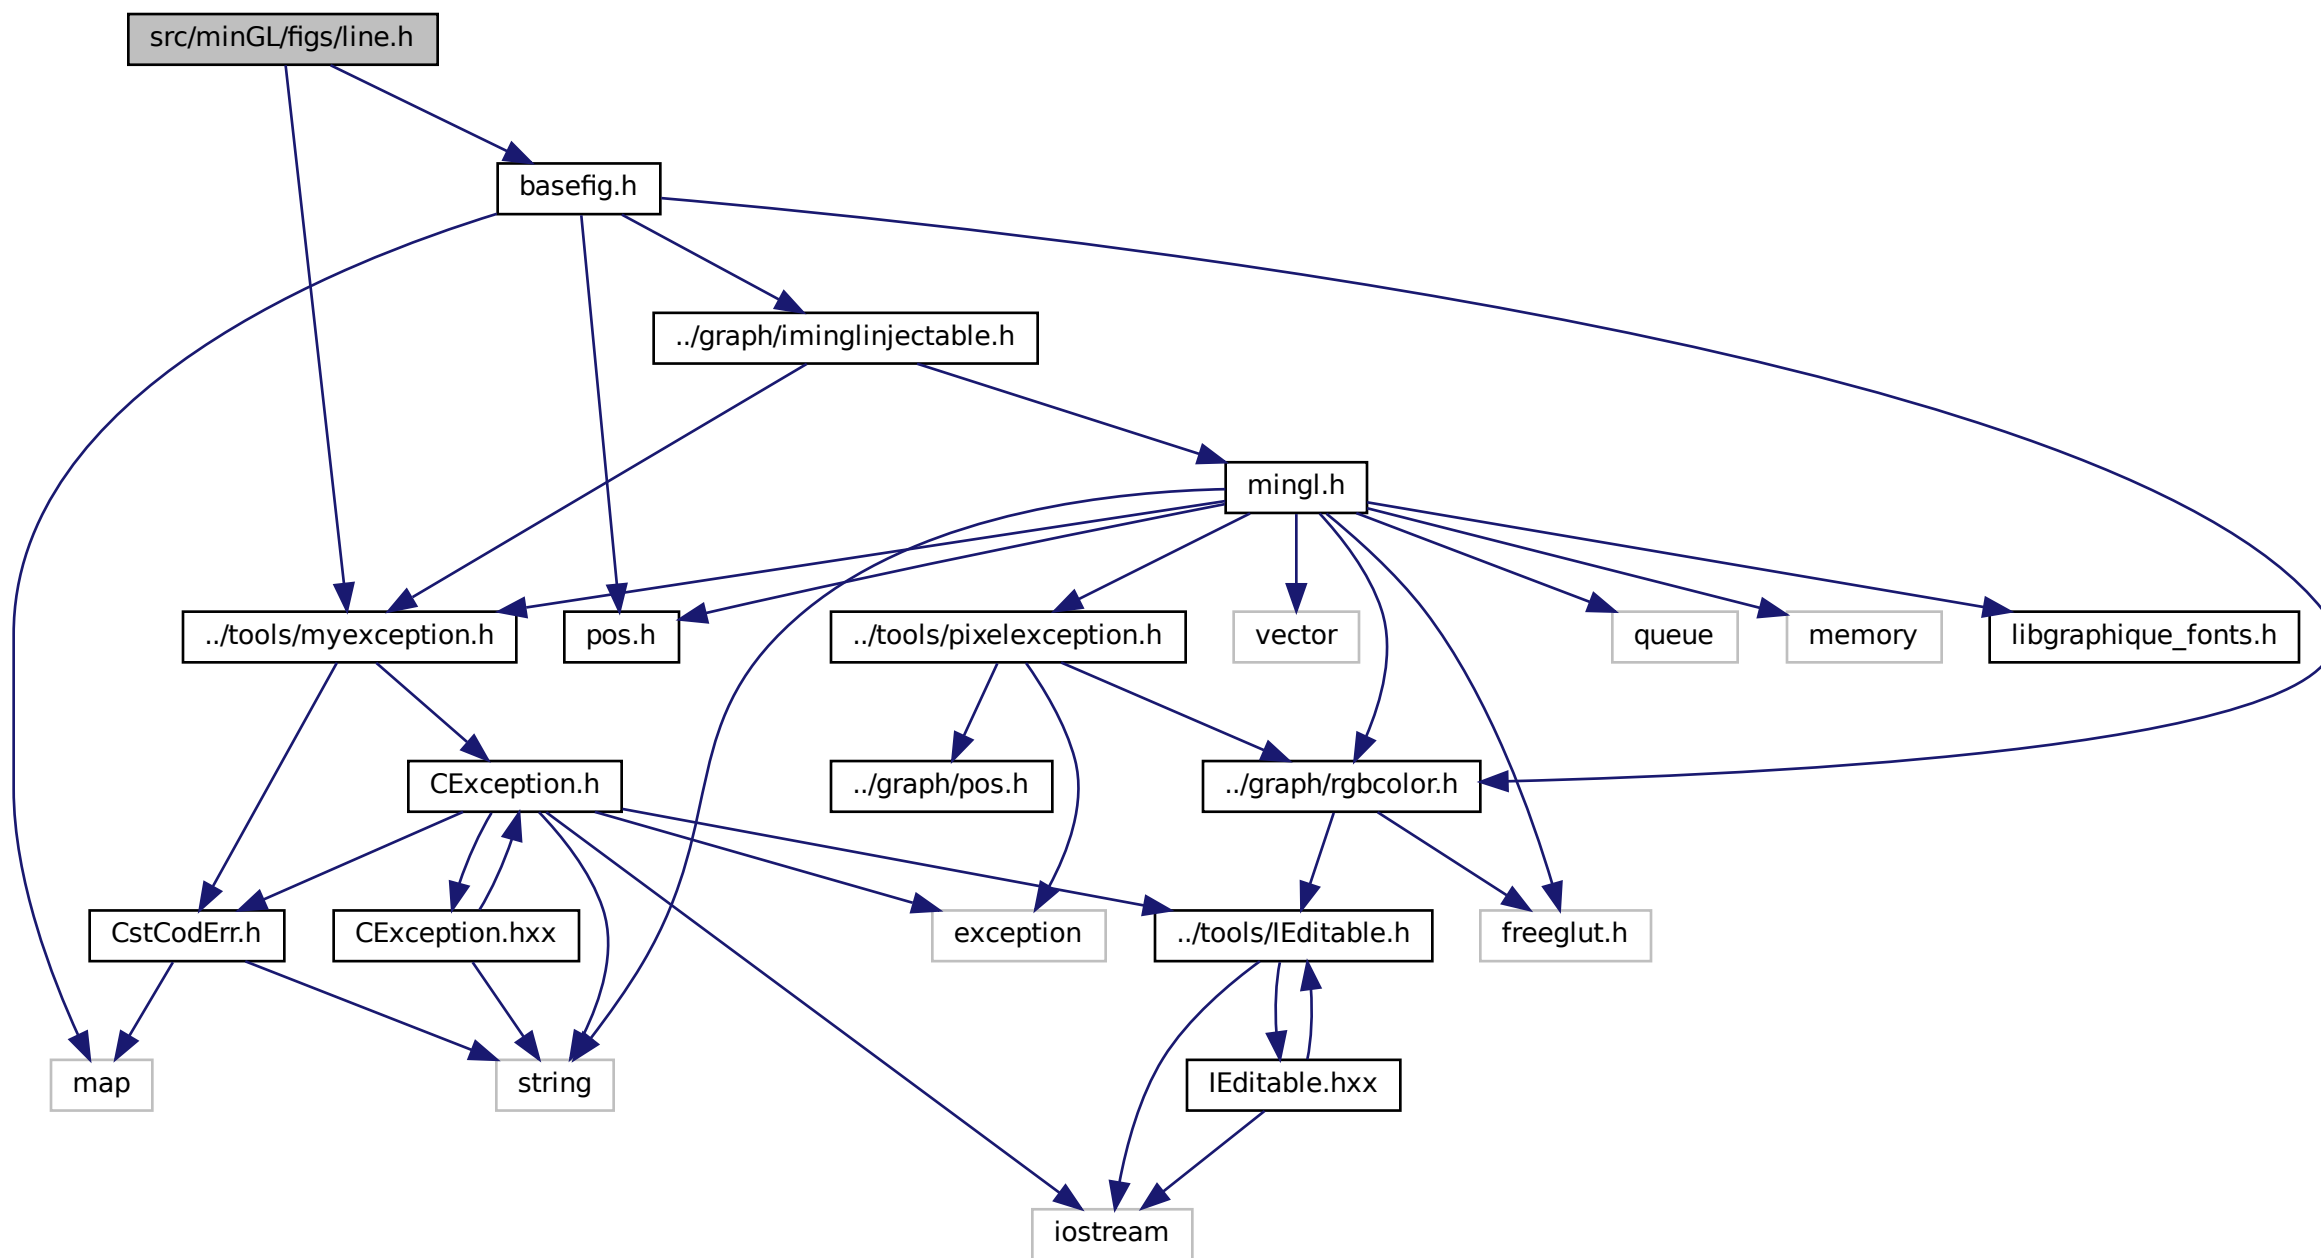 src/minGL/figs/line.h
basefig.h
../graph/iminglinjectable.h
mingl.h
../tools/myexception.h
pos.h
../tools/pixelexception.h
vector
queue
memory
libgraphique_fonts.h
CException.h
../graph/pos.h
../graph/rgbcolor.h
CstCodErr.h
CException.hxx
exception
../tools/IEditable.h
freeglut.h
map
string
IEditable.hxx
iostream